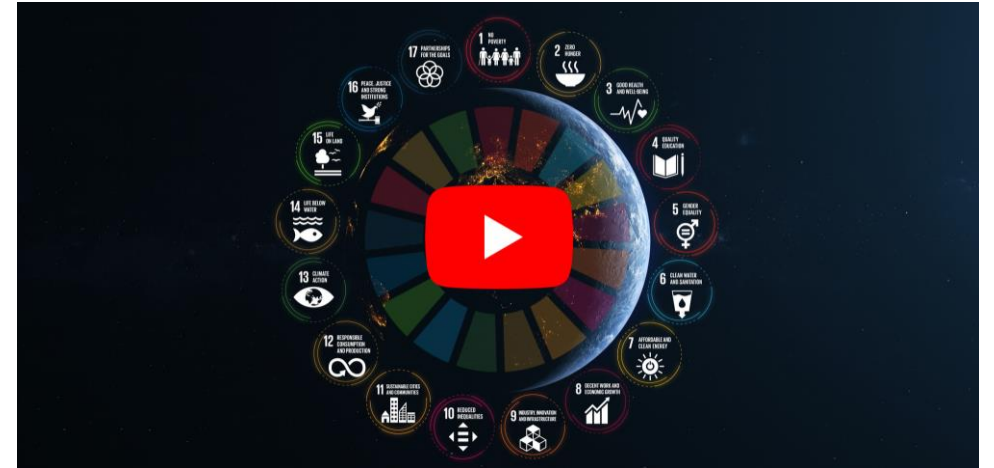 1 NO
POVERTY
2 ZERO
HUNGER
3 GOOD HEALTH
AND WELL-BEING
4 QUALITY
EDUCATION
5 GENDER
EQUALITY
6 CLEAN WATER
AND SANITATION
7 AFFORDABLE AND
CLEAN ENERGY
8 DECENT WORK AND
ECONOMIC GROWTH
9 INDUSTRY, INNOVATION
AND INFRASTRUCTURE
10 REDUCED
INEQUALITIES
11 SUSTAINABLE CITIES
AND COMMUNITIES
12 RESPONSIBLE
CONSUMPTION
AND PRODUCTION
13 CLIMATE
ACTION
14 LIFE BELOW
WATER
15 LIFE
ON LAND
16 PEACE, JUSTICE
AND STRONG
INSTITUTIONS
17 PARTNERSHIPS
FOR THE GOALS